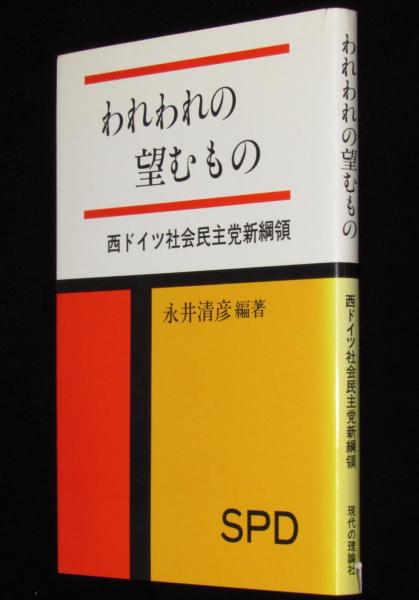 われわれの
望むもの
西ドイツ社会民主党新綱領
永井清彦編著
SPD
われわれの望むもの
西ドイツ社会民主党新綱領
現代の理論社